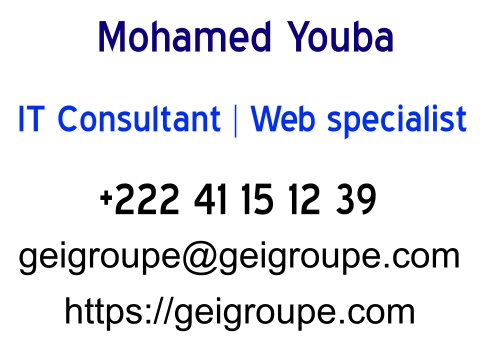 Mohamed Youba
IT Consultant | Web specialist
+222 41 15 12 39
geigroupe@geigroupe.com
https://geigroupe.com